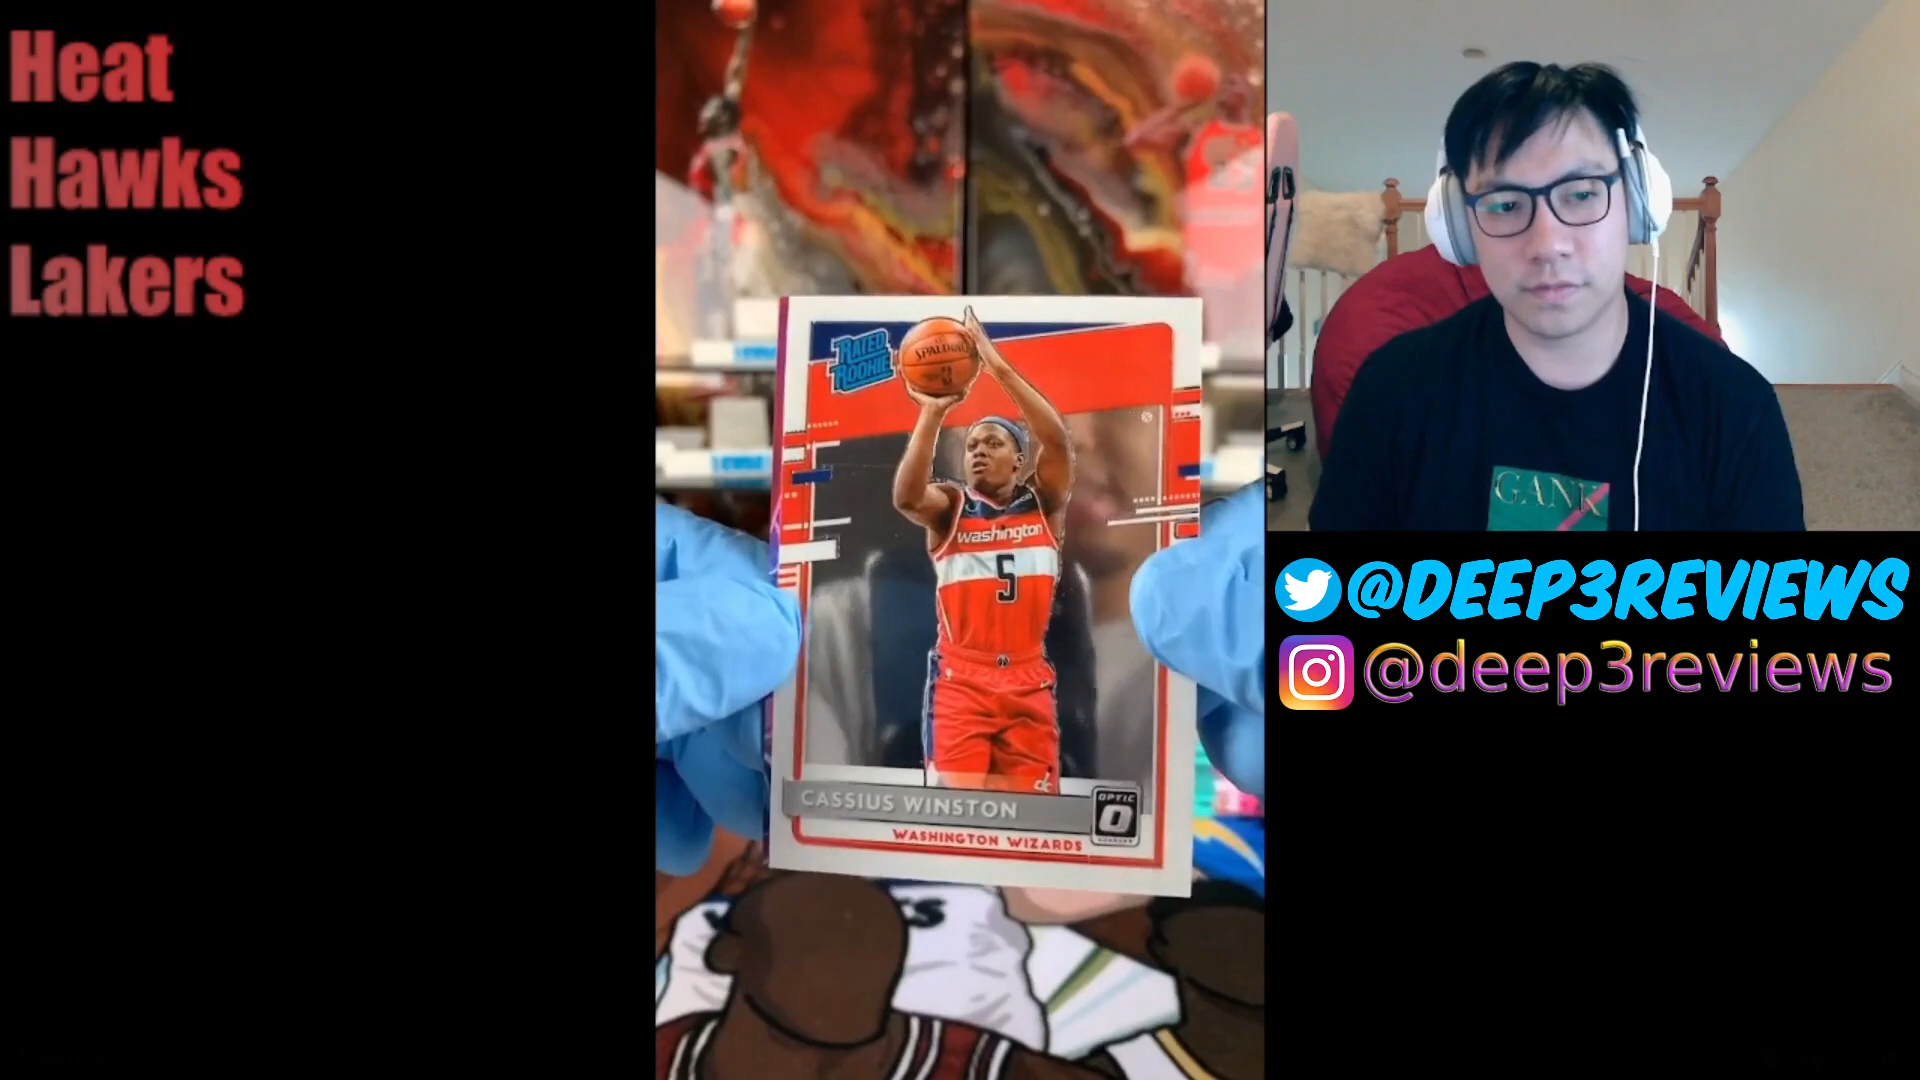 Heat
Hawks
Lakers
RATED
ROOKIE
SPALDING
washington
5
CASSIUS WINSTON
OPTIC
WASHINGTON WIZARDS
GANK
@DEEP3REVIEWS
@deep3reviews